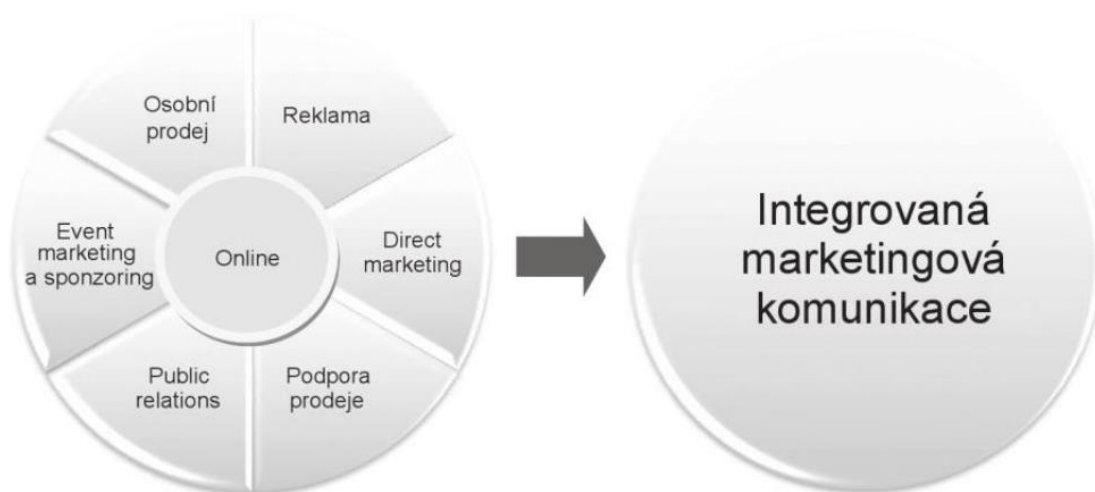 Osobní
prodej
Reklama
Event
marketing
a sponzoring
Online
Direct
marketing
Public
relations
Podpora
prodeje
Integrovaná
marketingová
komunikace